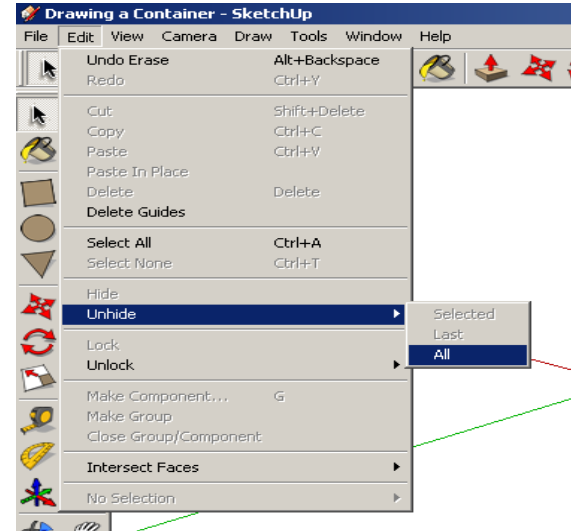 Drawing a Container - SketchUp
File Edit View Camera Draw Tools Window Help
Undo Erase Alt+Backspace
Redo Ctrl+Y
Cut Shift+Delete
Copy Ctrl+C
Paste Ctrl+V
Paste In Place
Delete Delete
Delete Guides
Select All Ctrl+A
Select None Ctrl+T
Hide
Unhide
Selected
Last
All
Lock
Unlock
Make Component... G
Make Group
Close Group/Component
Intersect Faces
No Selection